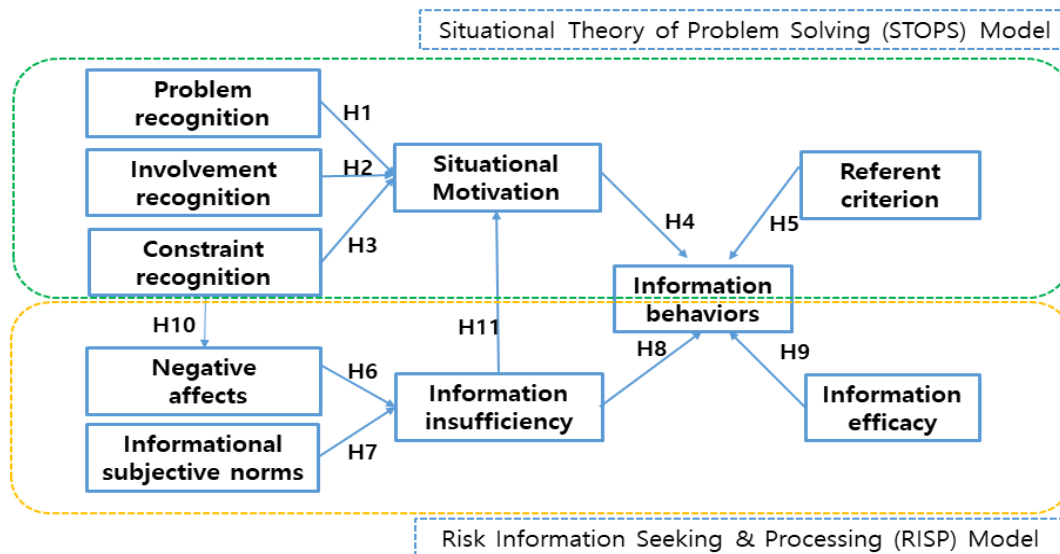 Situational Theory of Problem Solving (STOPS) Model
Problem
recognition
H1
Involvement
recognition
H2
Situational
Motivation
Referent
criterion
Constraint
recognition
H3
H4
H5
Information
behaviors
H10
H11
H8
H9
Negative
affects
H6
Information
insufficiency
Information
efficacy
Informational
subjective norms
H7
Risk Information Seeking & Processing (RISP) Model